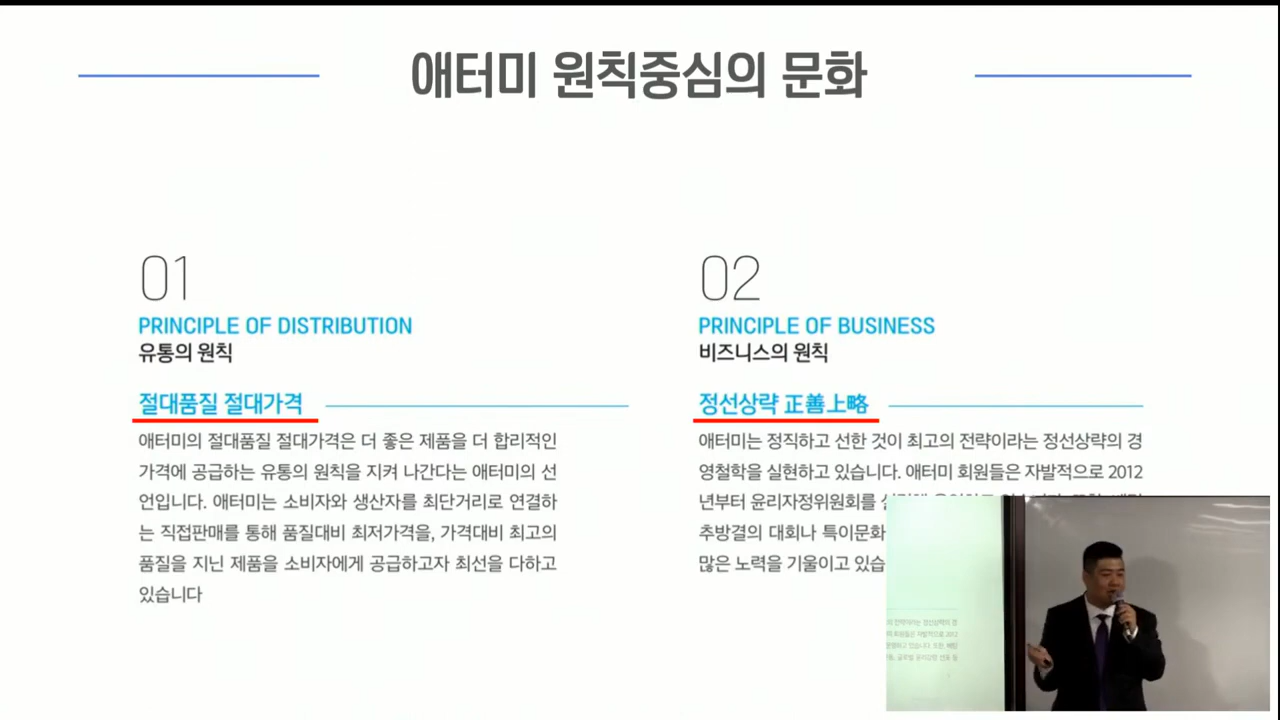 애터미 원칙중심의 문화
01
PRINCIPLE OF DISTRIBUTION
유통의 원칙
절대품질 절대가격
애터미의 절대품질 절대가격은 더 좋은 제품을 더 합리적인
가격에 공급하는 유통의 원칙을 지켜 나간다는 애터미의 선
언입니다. 애터미는 소비자와 생산자를 최단거리로 연결하
는 직접판매를 통해 품질대비 최저가격을, 가격대비 최고의
품질을 지닌 제품을 소비자에게 공급하고자 최선을 다하고
있습니다
02
PRINCIPLE OF BUSINESS
비즈니스의 원칙
정선상략 正善上略
애터미는 정직하고 선한 것이 최고의 전략이라는 정선상략의 경
영철학을 실현하고 있습니다. 애터미 회원들은 자발적으로 2012
년부터 윤리자정위원회를
추방결의 대회나 특이문화
많은 노력을 기울이고 있습